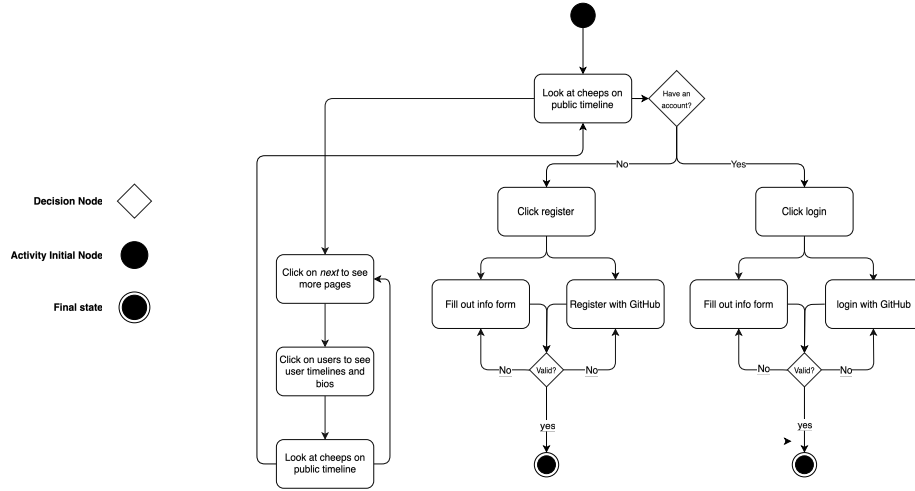 Look at cheeps on
public timeline
Have an
account?
No
Yes
Decision Node
Click register
Click login
Activity Initial Node
Click on next to see
more pages
Final state
Fill out info form
Register with GitHub
Fill out info form
login with GitHub
Click on users to see
user timelines and
bios
No
Valid?
No
No
Valid?
No
yes
yes
Look at cheeps on
public timeline